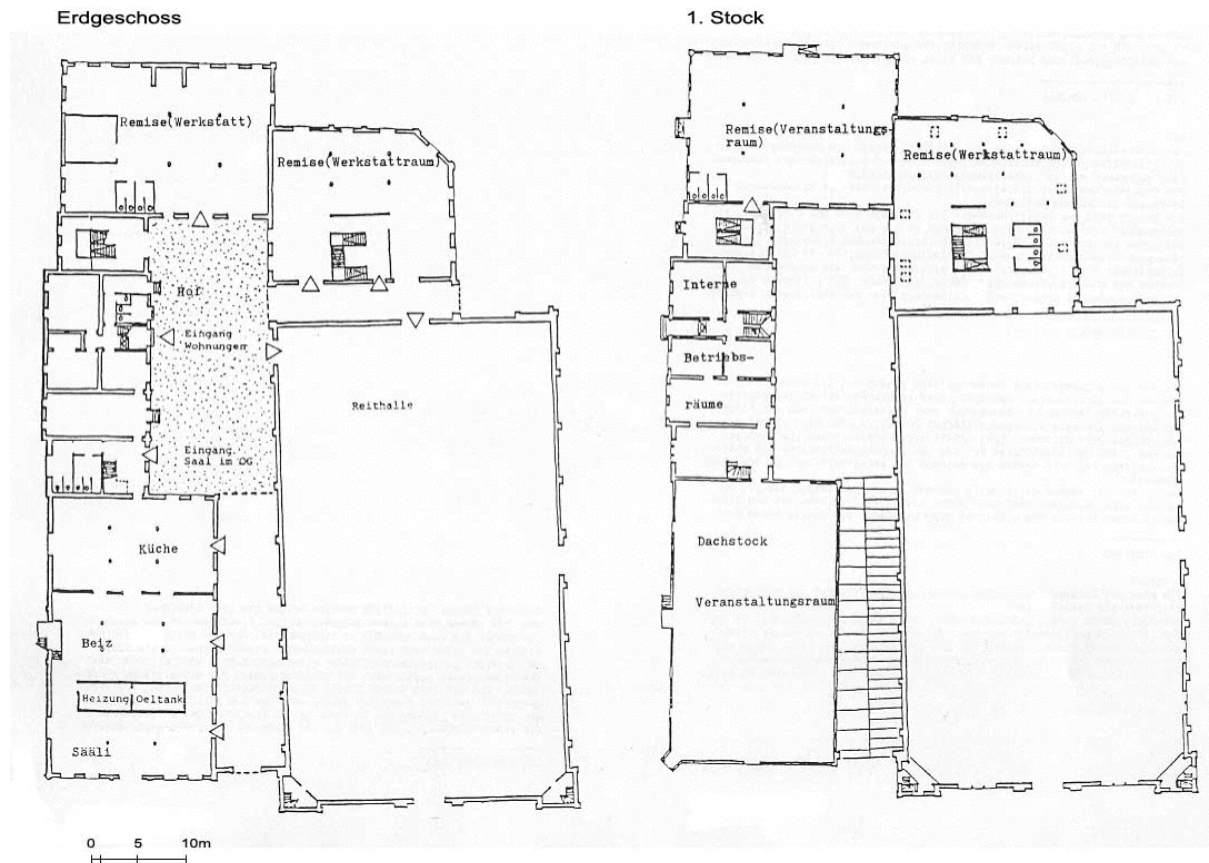 Erdgeschoss
Remise(Werkstatt)
Remise(Werkstattraum)
Hof
Eingang
Wohnungen
Reithalle
Eingang
Saal im OG
Küche
Beiz
Heizung
Oeltank
Sääli
0 5 10m
1. Stock
Remise(Veranstaltungs-
raum)
Remise(Werkstattraum)
Interne
Betriebs-
räume
Dachstock
Veranstaltungsraum